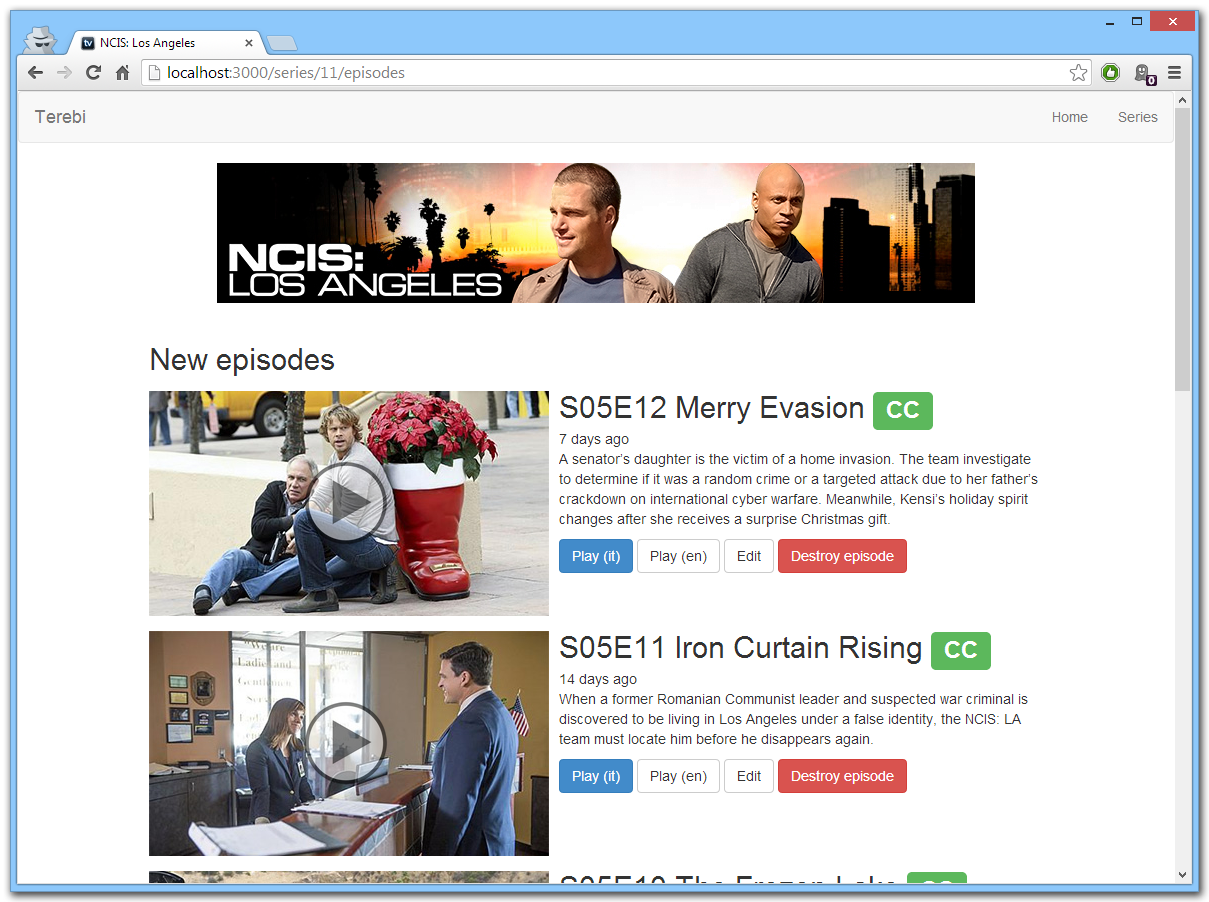 NCIS: Los Angeles
localhost:3000/series/11/episodes
0
Terebi
Home
Series
NCIS:
LOS ANGELES
New episodes
S05E12 Merry Evasion CC
7 days ago
A senator’s daughter is the victim of a home invasion. The team investigate
to determine if it was a random crime or a targeted attack due to her father’s
crackdown on international cyber warfare. Meanwhile, Kensi’s holiday spirit
changes after she receives a surprise Christmas gift.
Play (it)
Play (en)
Edit
Destroy episode
S05E11 Iron Curtain Rising CC
14 days ago
When a former Romanian Communist leader and suspected war criminal is
discovered to be living in Los Angeles under a false identity, the NCIS: LA
team must locate him before he disappears again.
Play (it)
Play (en)
Edit
Destroy episode
S05E10 The Frozen Lake CC